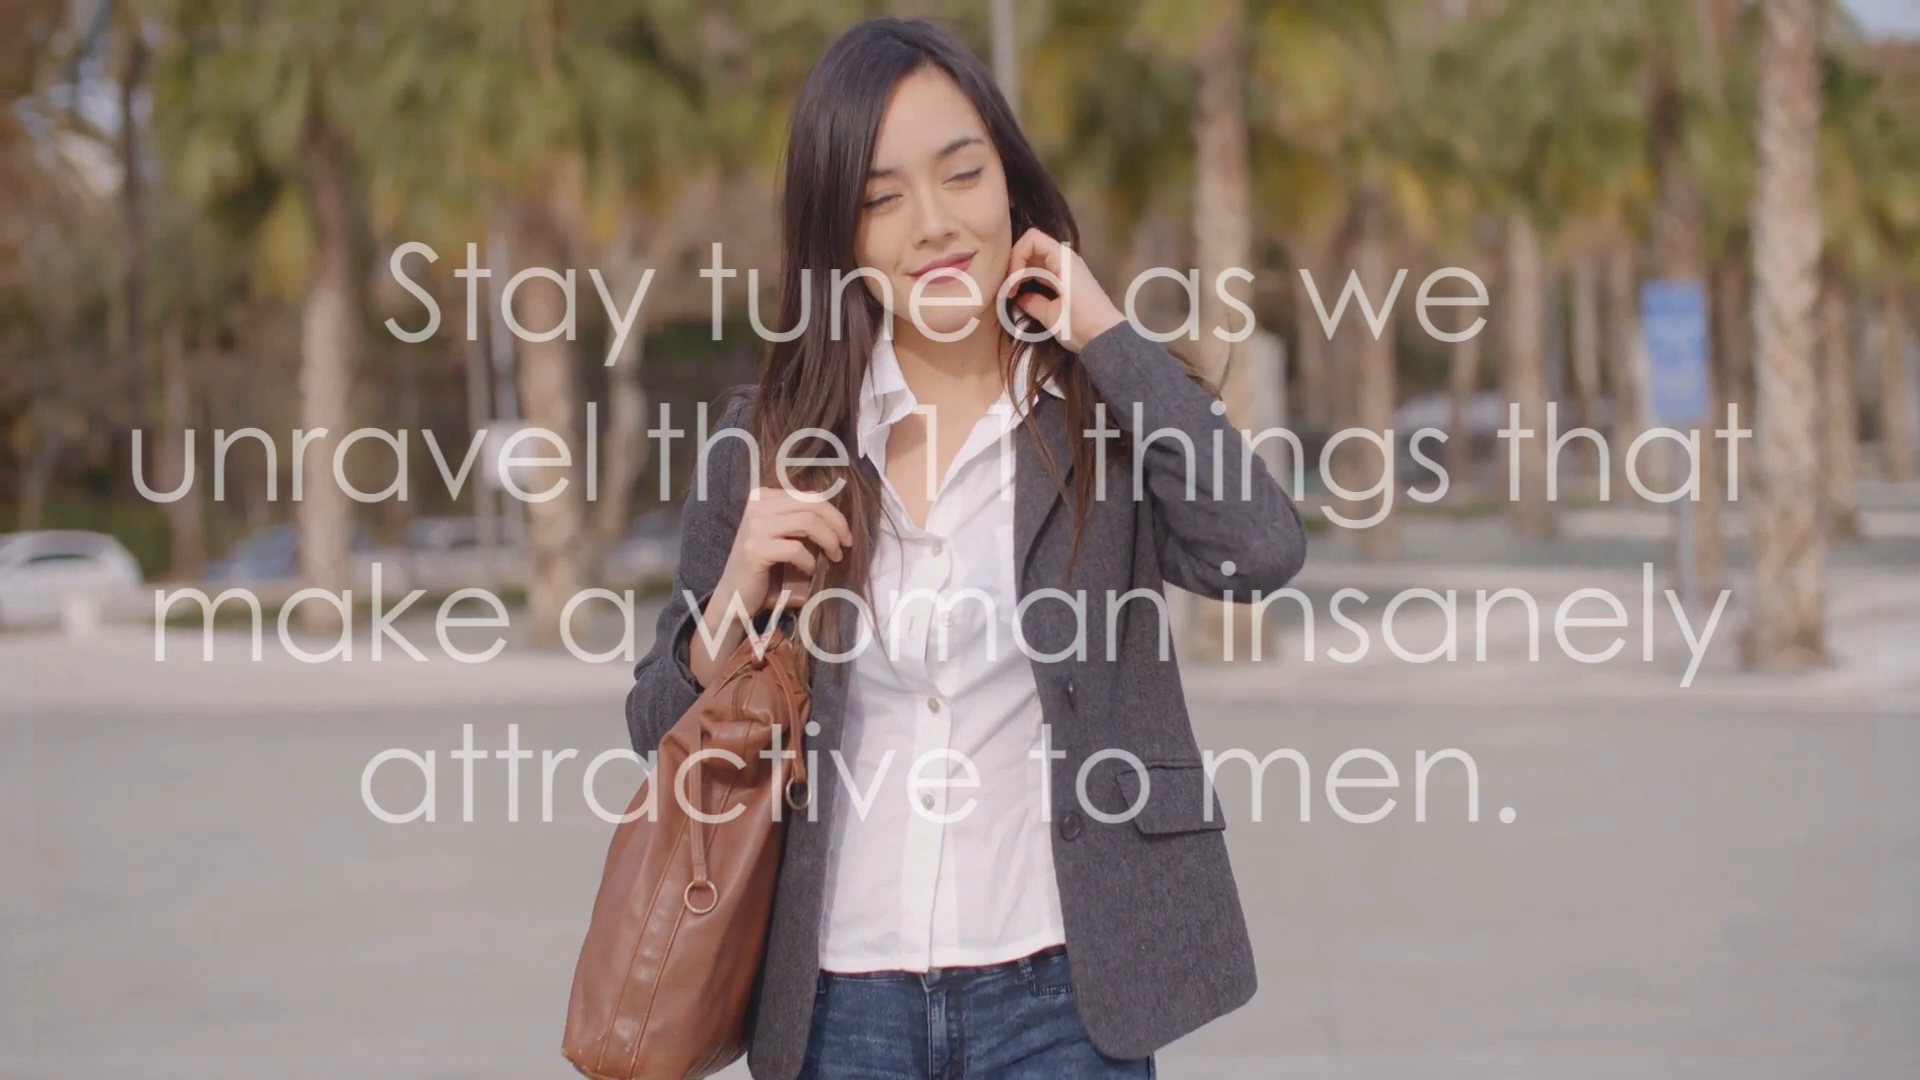 Stay tuned as we
unravel the 11 things that
make a woman insanely
attractive to men.